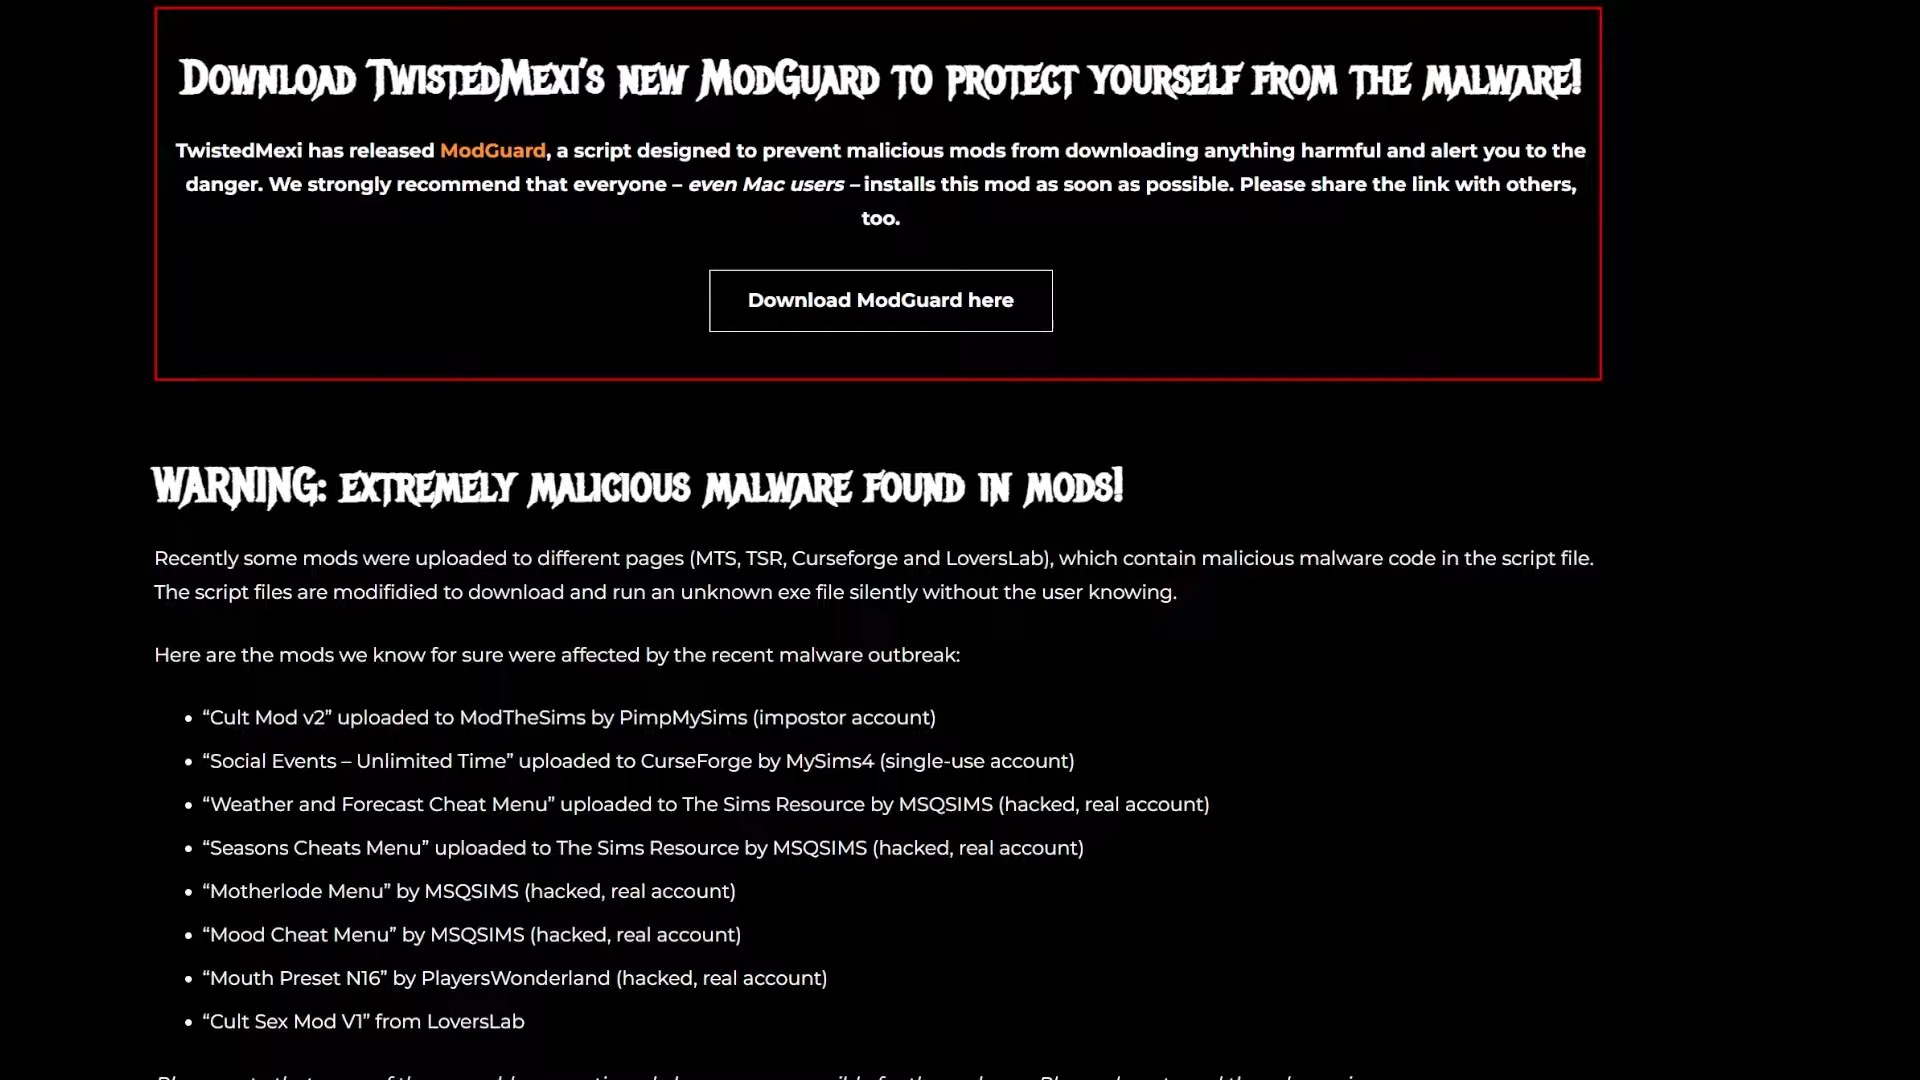 Download TwistedMexi's new ModGuard to protect yourself from the malware!
TwistedMexi has released ModGuard, a script designed to prevent malicious mods from downloading anything harmful and alert you to the
danger. We strongly recommend that everyone – even Mac users – installs this mod as soon as possible. Please share the link with others,
too.
Download ModGuard here
WARNING: extremely malicious malware found in mods!
Recently some mods were uploaded to different pages (MTS, TSR, Curseforge and LoversLab), which contain malicious malware code in the script file.
The script files are modifidied to download and run an unknown exe file silently without the user knowing.
Here are the mods we know for sure were affected by the recent malware outbreak:
• “Cult Mod v2” uploaded to ModTheSims by PimpMySims (impostor account)
• “Social Events – Unlimited Time” uploaded to CurseForge by MySims4 (single-use account)
• “Weather and Forecast Cheat Menu” uploaded to The Sims Resource by MSQSIMS (hacked, real account)
• “Seasons Cheats Menu” uploaded to The Sims Resource by MSQSIMS (hacked, real account)
• “Motherlode Menu” by MSQSIMS (hacked, real account)
• “Mood Cheat Menu” by MSQSIMS (hacked, real account)
• “Mouth Preset N16” by PlayersWonderland (hacked, real account)
• “Cult Sex Mod V1” from LoversLab